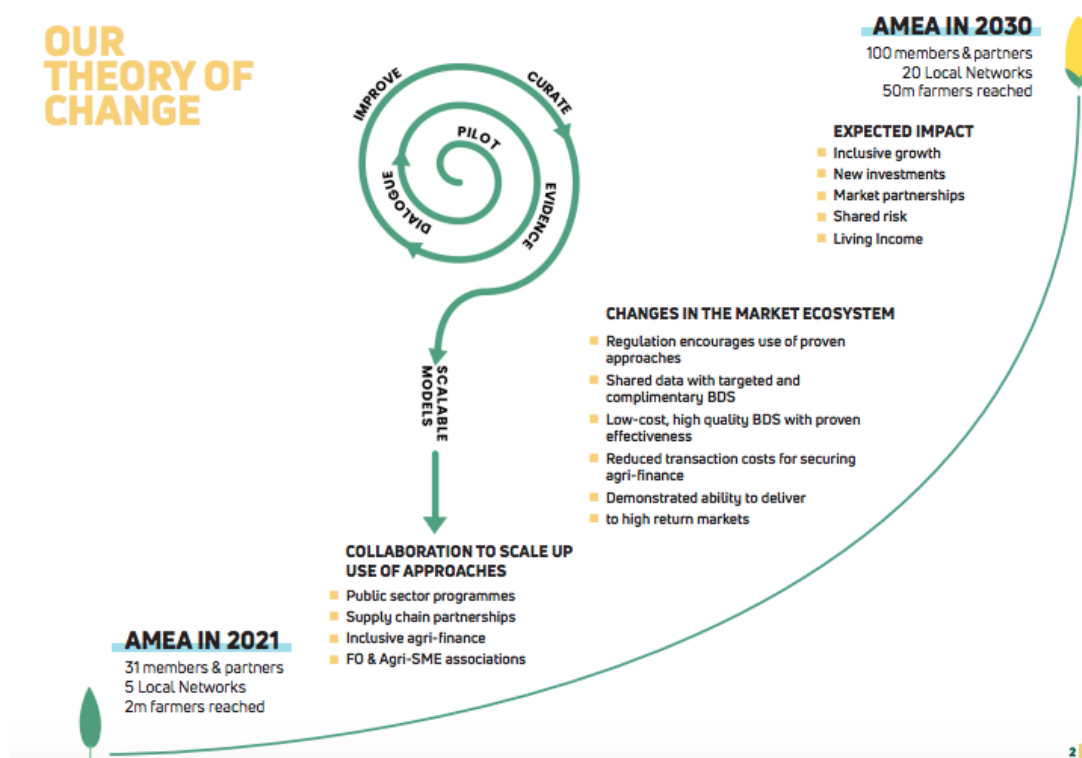 OUR
THEORY OF
CHANGE
IMPROVE
CURATE
PILOT
DIALOGUE
EVIDENCE
SCALABLE
MODELS
AMEA IN 2030
100 members & partners
20 Local Networks
50m farmers reached
EXPECTED IMPACT
Inclusive growth
New investments
Market partnerships
Shared risk
Living Income
CHANGES IN THE MARKET ECOSYSTEM
Regulation encourages use of proven
approaches
Shared data with targeted and
complimentary BDS
Low-cost, high quality BDS with proven
effectiveness
Reduced transaction costs for securing
agri-finance
Demonstrated ability to deliver
to high return markets
COLLABORATION TO SCALE UP
USE OF APPROACHES
Public sector programmes
Supply chain partnerships
Inclusive agri-finance
FO & Agri-SME associations
AMEA IN 2021
31 members & partners
5 Local Networks
2m farmers reached
2